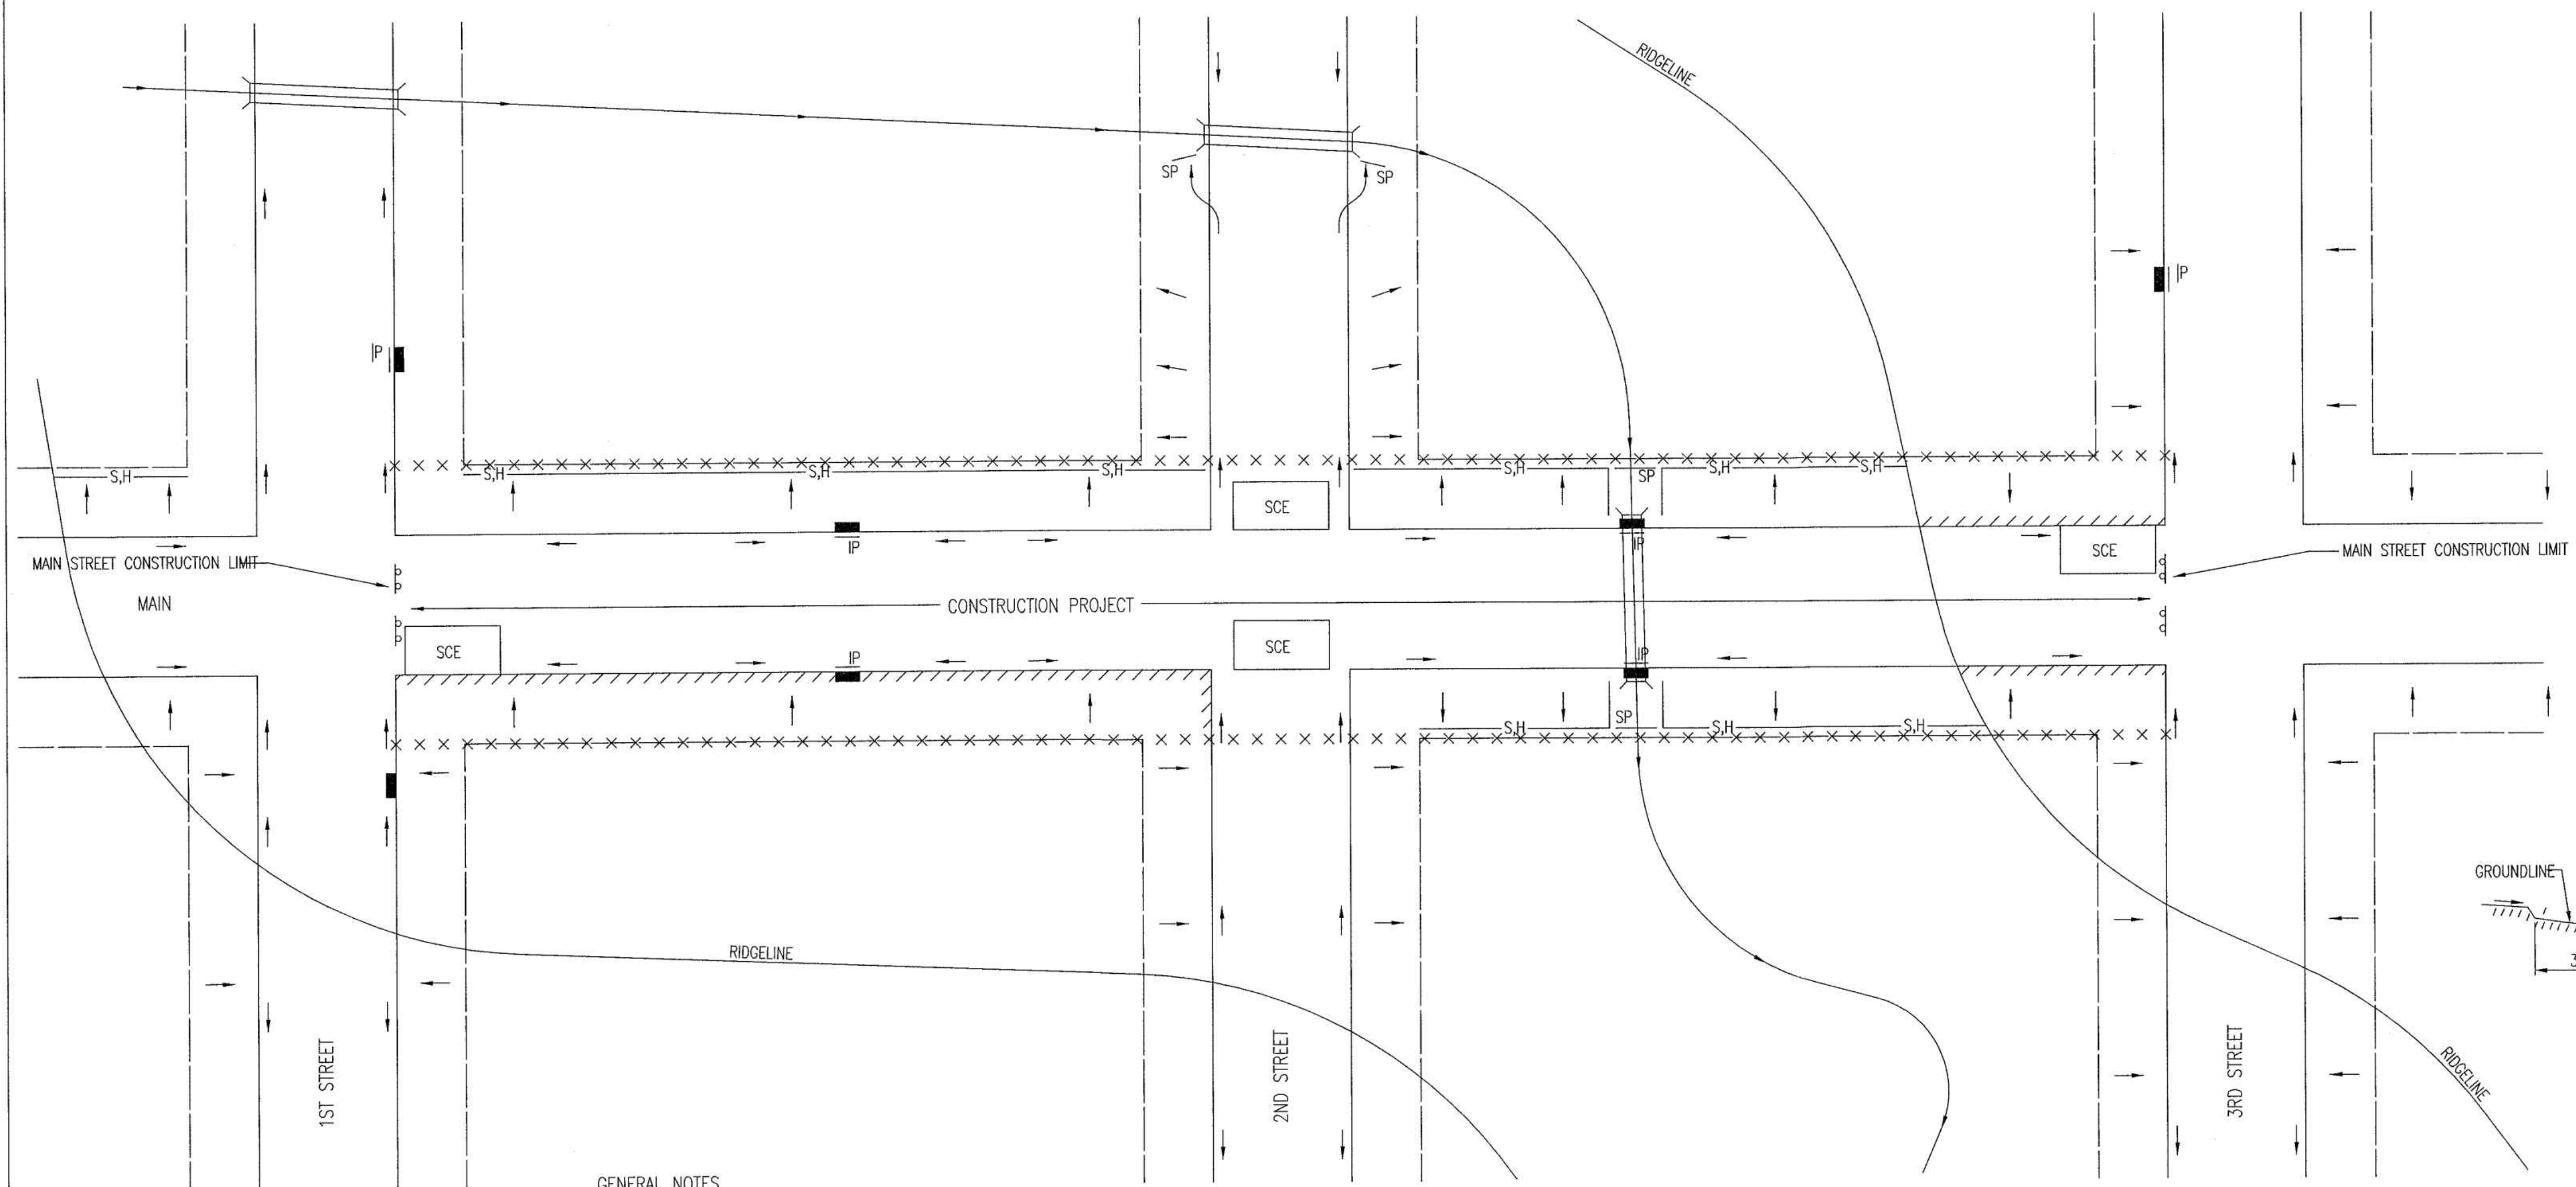 RIDGELINE
SP
SP
IP
IP
S,H
S,H
S,H
S,H
S,H
SP
S,H
S,H
SCE
MAIN STREET CONSTRUCTION LIMIT
IP
IP
SCE
MAIN STREET CONSTRUCTION LIMIT
MAIN
CONSTRUCTION PROJECT
SCE
SCE
IP
IP
SP
S,H
S,H
S,H
GROUNDLINE
3
RIDGELINE
1ST STREET
2ND STREET
3RD STREET
RIDGELINE
GENERAL NOTES